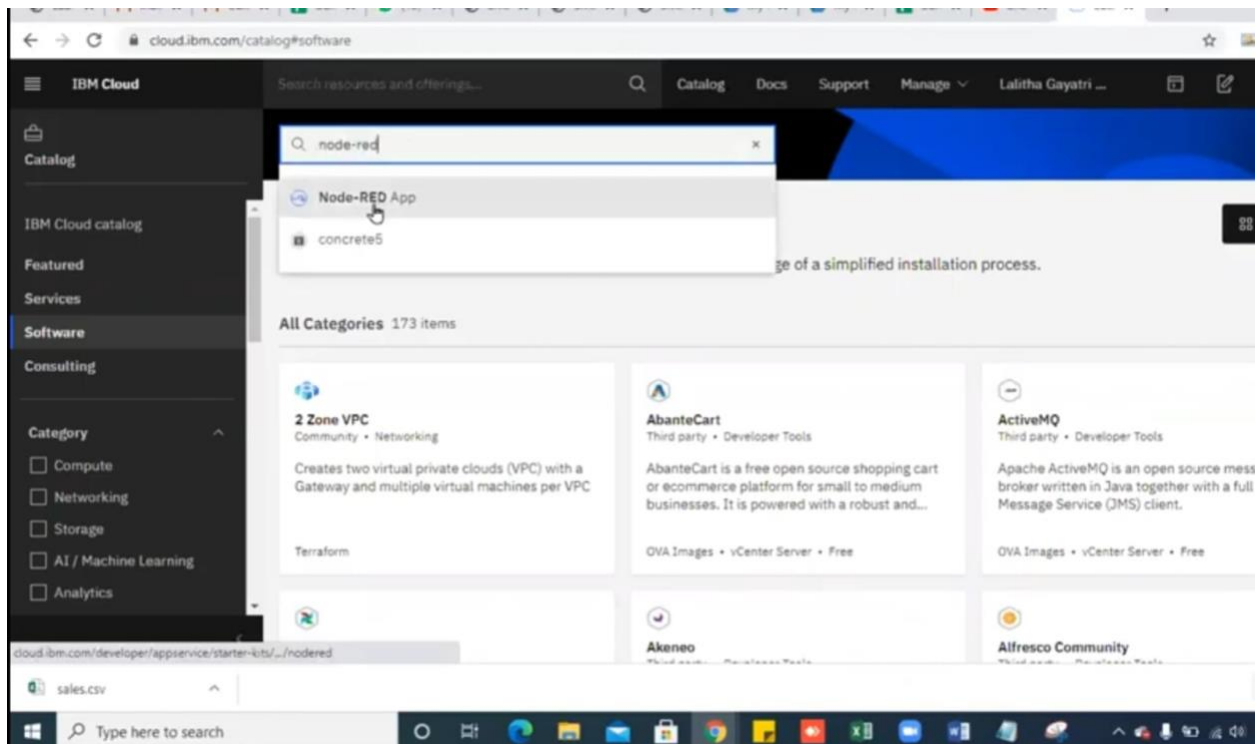 cloud.ibm.com/catalog#software
IBM Cloud
Search resources and offerings...
Catalog
Docs
Support
Manage
Lalitha Gayatri ...
Catalog
node-red
Node-RED App
concrete5
IBM Cloud catalog
Featured
Services
Software
Consulting
ge of a simplified installation process.
All Categories 173 items
Category
Compute
Networking
Storage
AI / Machine Learning
Analytics
2 Zone VPC
Community • Networking
Creates two virtual private clouds (VPC) with a
Gateway and multiple virtual machines per VPC
Terraform
AbanteCart
Third party • Developer Tools
AbanteCart is a free open source shopping cart
or ecommerce platform for small to medium
businesses. It is powered with a robust and...
OVA Images • vCenter Server • Free
ActiveMQ
Third party • Developer Tools
Apache ActiveMQ is an open source mess
broker written in Java together with a full
Message Service (JMS) client.
OVA Images • vCenter Server • Free
Akeneo
Alfresco Community
cloud.ibm.com/developer/appservice/starter-kits/.../nodered
sales.csv
Type here to search